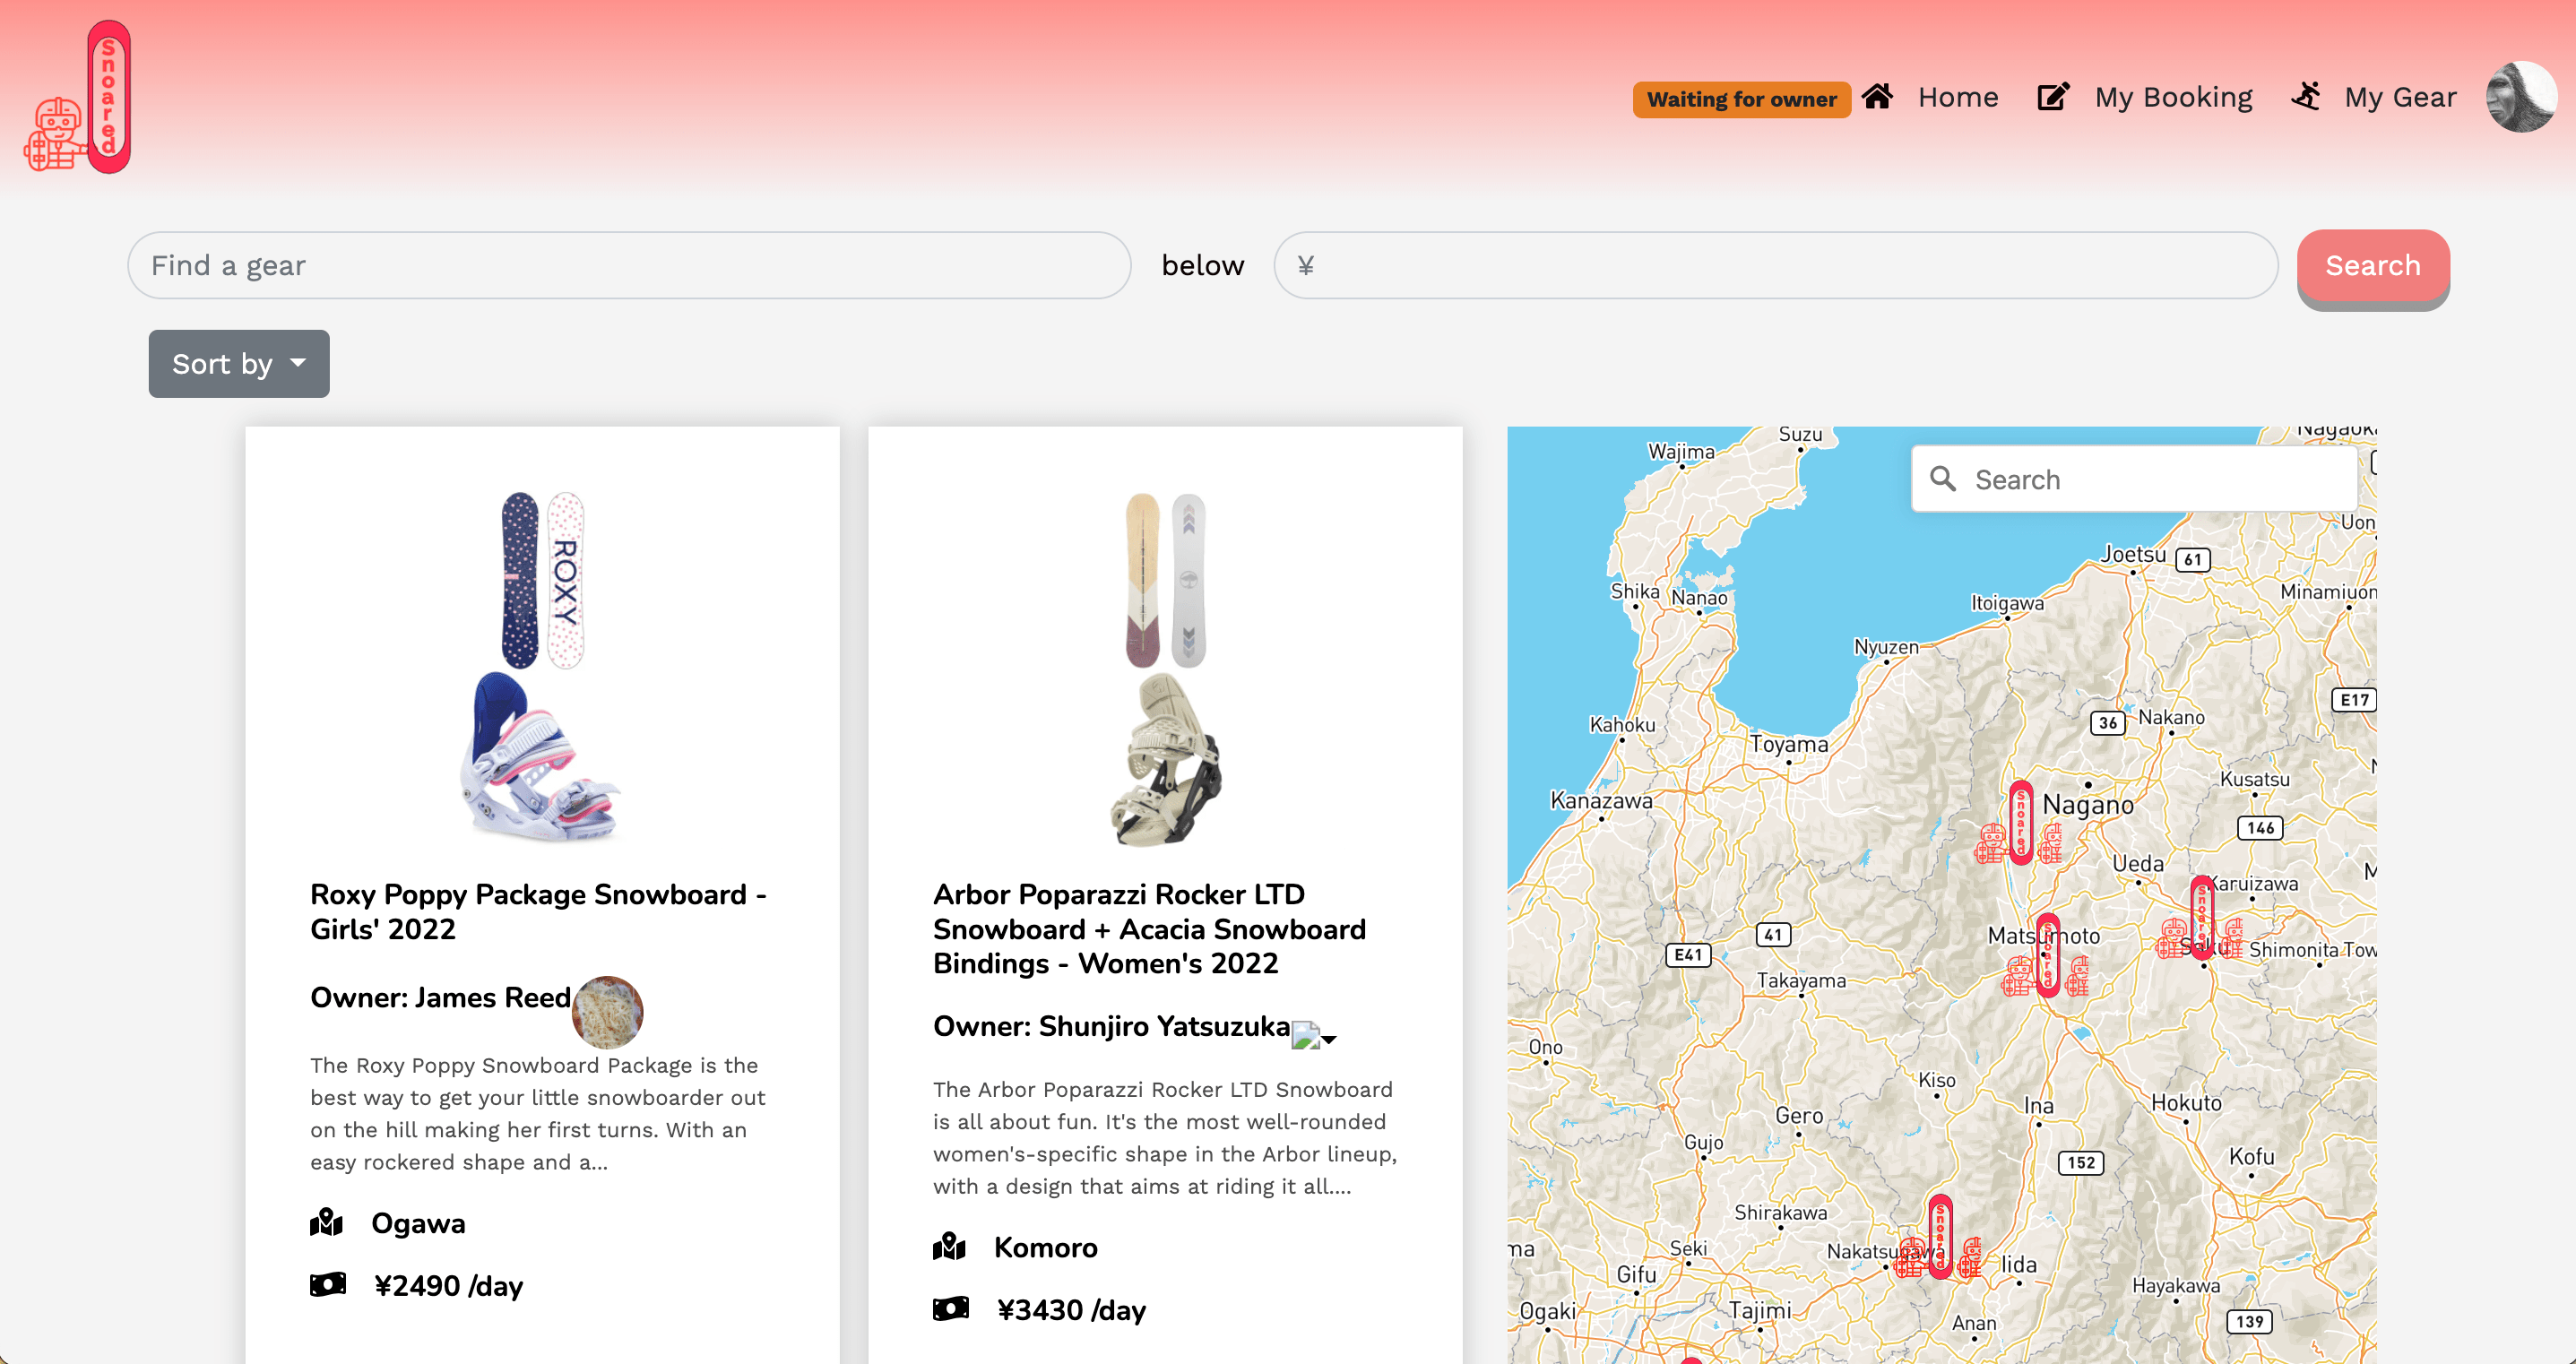 Snoared
Waiting for owner
Home
My Booking
My Gear
Find a gear
below
¥
Search
Sort by
ROXY
Roxy Poppy Package Snowboard -
Girls' 2022
Owner: James Reed
The Roxy Poppy Snowboard Package is the
best way to get your little snowboarder out
on the hill making her first turns. With an
easy rockered shape and a...
Ogawa
¥2490 /day
Arbor Poparazzi Rocker LTD
Snowboard + Acacia Snowboard
Bindings - Women's 2022
Owner: Shunjiro Yatsuzuka
The Arbor Poparazzi Rocker LTD Snowboard
is all about fun. It's the most well-rounded
women's-specific shape in the Arbor lineup,
with a design that aims at riding it all....
Komoro
¥3430 /day
Suzu
Wajima
Search
Joetsu
61
Shika
Nanao
Itoigawa
Minamiuon
Nyuzen
E17
Kahoku
36
Nakano
Toyama
Kusatsu
Kanazawa
Snoared
Nagano
146
Ueda
Snoared
Karuizawa
41
Matsumoto
Snoared
E41
Saku
Shimonita Tow
Takayama
Ono
Kiso
Ina
Hokuto
Gero
Gujo
152
Kofu
Shirakawa
Snoared
ma
Seki
Nakatsugawa
Iida
Gifu
Hayakawa
Ogaki
Tajimi
Anan
139